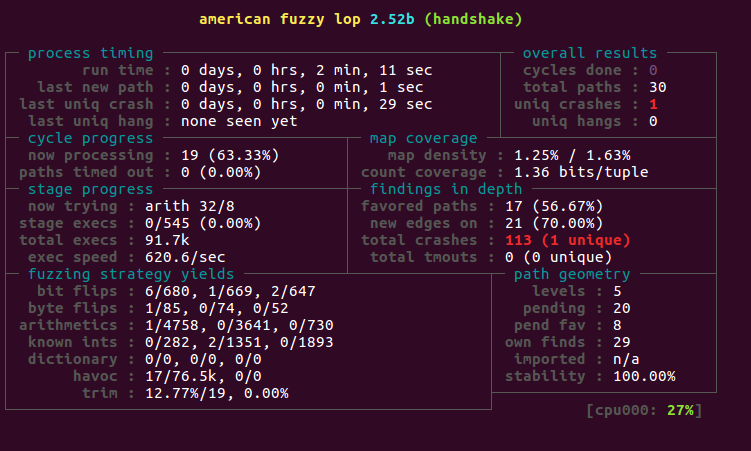 american fuzzy lop 2.52b (handshake)
process timing overall results
run time : 0 days, 0 hrs, 2 min, 11 sec cycles done : 0
last new path : 0 days, 0 hrs, 0 min, 1 sec total paths : 30
last uniq crash : 0 days, 0 hrs, 0 min, 29 sec uniq crashes : 1
last uniq hang : none seen yet uniq hangs : 0
cycle progress map coverage
now processing : 19 (63.33%) map density : 1.25% / 1.63%
paths timed out : 0 (0.00%) count coverage : 1.36 bits/tuple
stage progress findings in depth
now trying : arith 32/8 favored paths : 17 (56.67%)
stage execs : 0/545 (0.00%) new edges on : 21 (70.00%)
total execs : 91.7k total crashes : 113 (1 unique)
exec speed : 620.6/sec total tmouts : 0 (0 unique)
fuzzing strategy yields path geometry
bit flips : 6/680, 1/669, 2/647 levels : 5
byte flips : 1/85, 0/74, 0/52 pending : 20
arithmetics : 1/4758, 0/3641, 0/730 pend fav : 8
known ints : 0/282, 2/1351, 0/1893 own finds : 29
dictionary : 0/0, 0/0, 0/0 imported : n/a
havoc : 17/76.5k, 0/0 stability : 100.00%
trim : 12.77%/19, 0.00%
[cpu000: 27%]